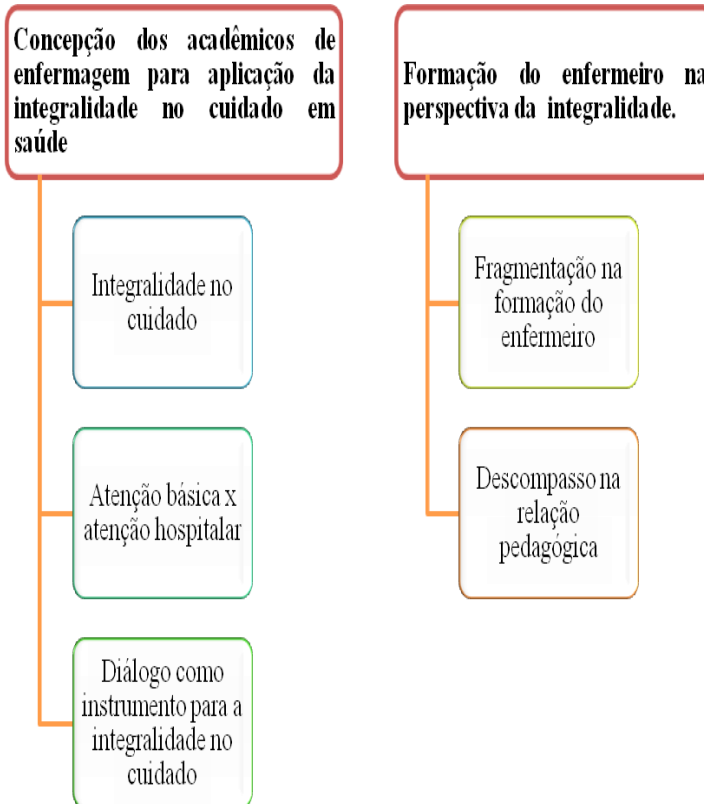 Concepção dos acadêmicos de
enfermagem para aplicação da
integralidade no cuidado em
saúde
Integralidade no
cuidado
Atenção básica x
atenção hospitalar
Diálogo como
instrumento para a
integralidade no
cuidado
Formação do enfermeiro na
perspectiva da integralidade.
Fragmentação na
formação do
enfermeiro
Descompasso na
relação
pedagógica